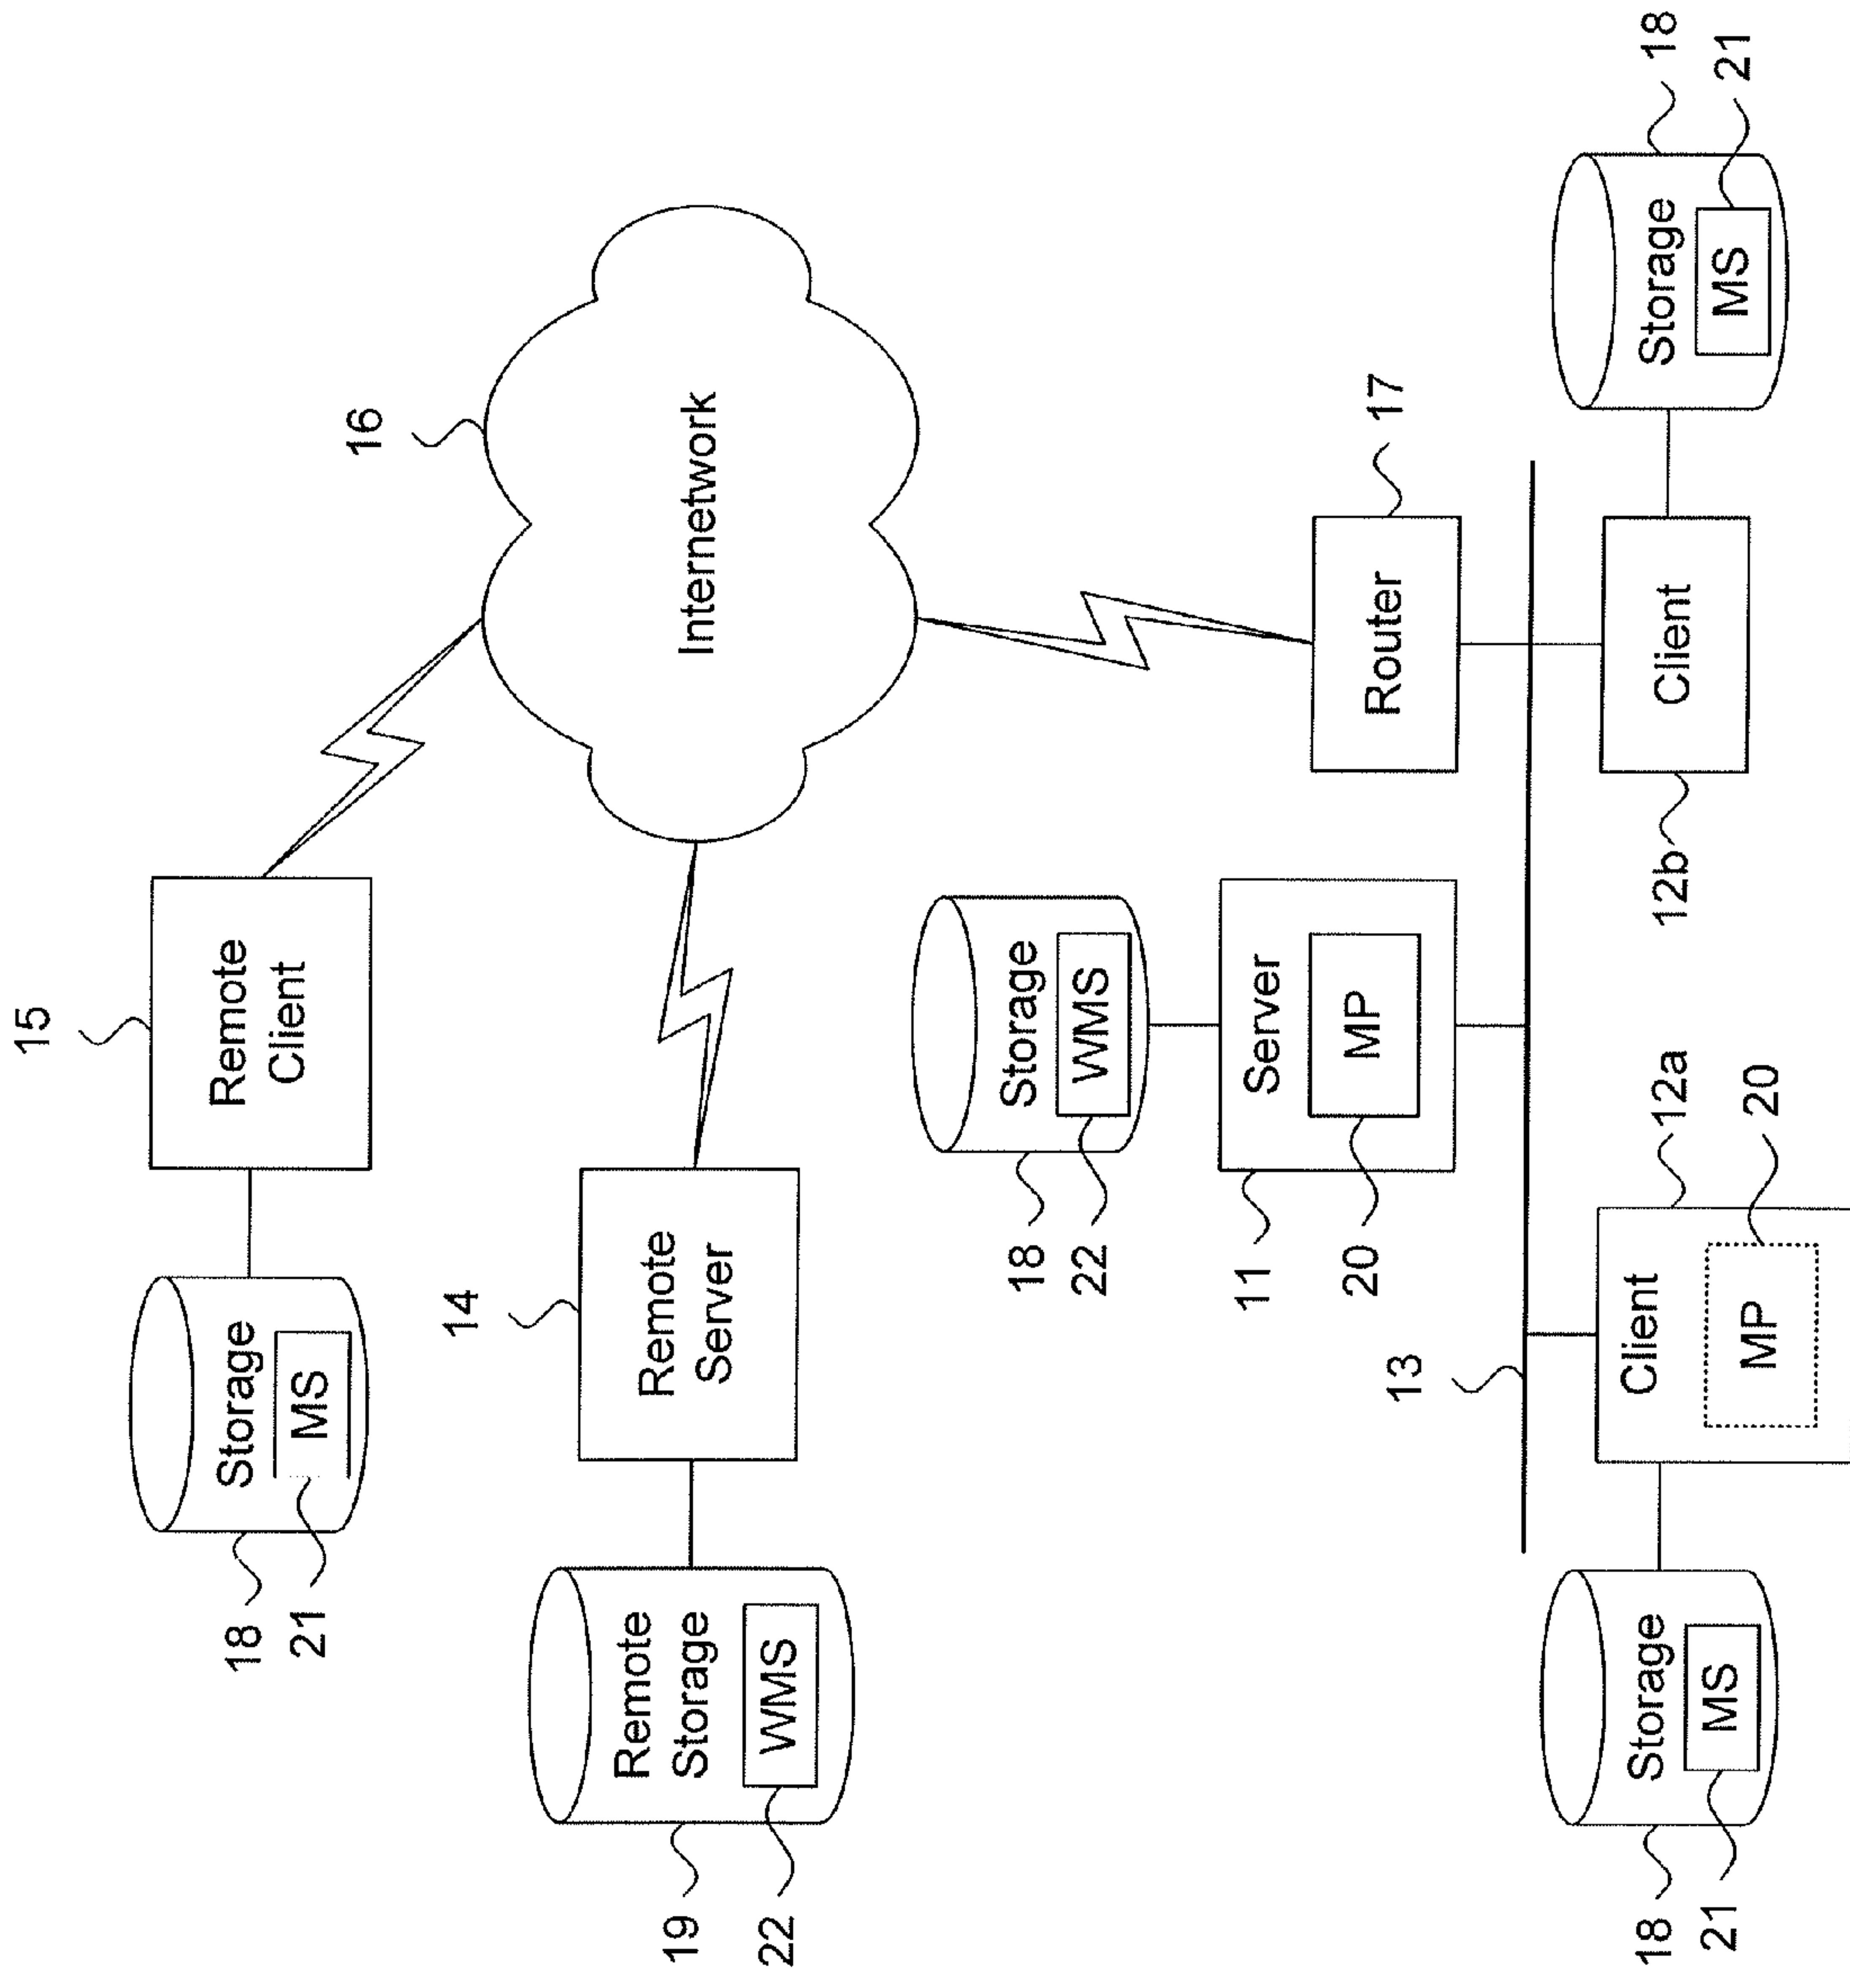 15
Remote
Client
Storage
MS
18
21
16
Internetwork
14
Remote
Server
Remote
Storage
WMS
19
22
Storage
WMS
18
22
Server
MP
11
20
Router
17
13
Client
MP
12a
20
Storage
MS
18
21
Client
12b
Storage
MS
18
21